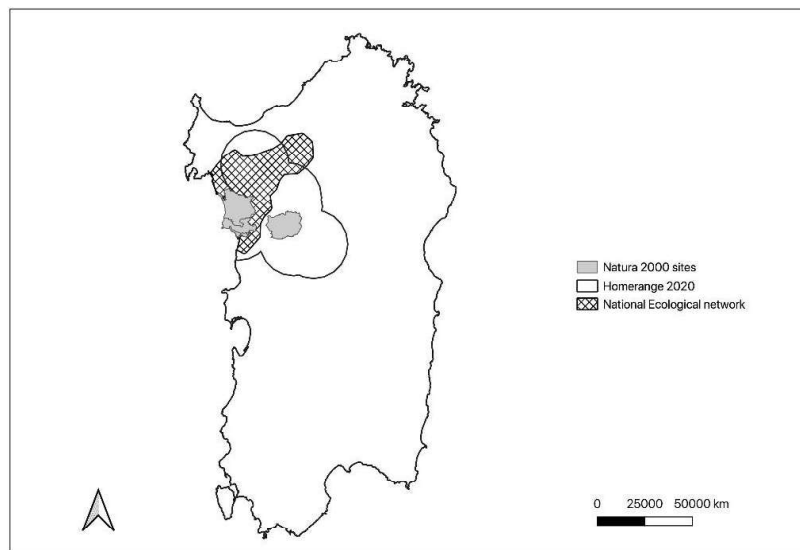 Natura 2000 sites
Homerange 2020
National Ecological network
0 25000 50000 km